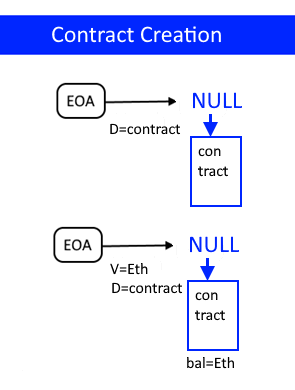 Contract Creation
EOA
NULL
D=contract
con
tract
EOA
NULL
V=Eth
D=contract
con
tract
bal=Eth